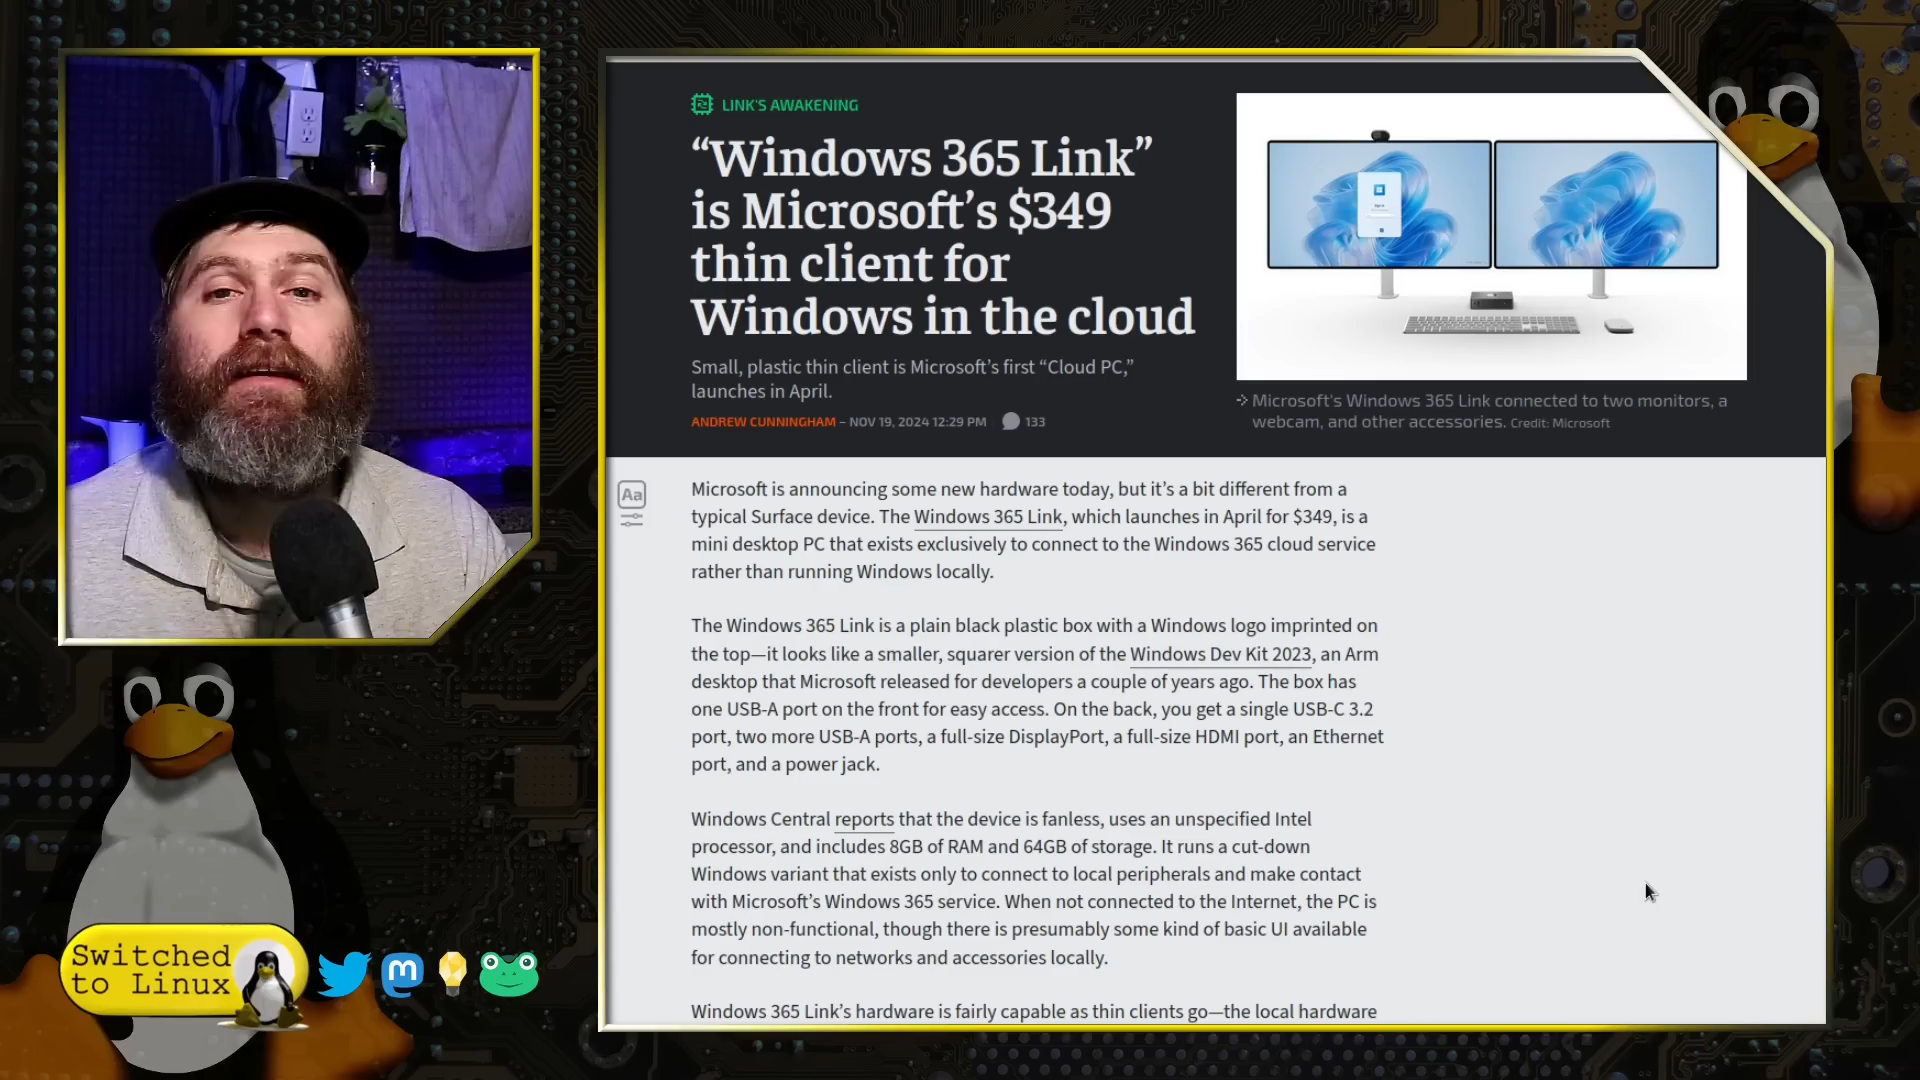 LINK'S AWAKENING
“Windows 365 Link”
is Microsoft’s $349
thin client for
Windows in the cloud
Small, plastic thin client is Microsoft’s first “Cloud PC,”
launches in April.
ANDREW CUNNINGHAM – NOV 19, 2024 12:29 PM 133
Microsoft's Windows 365 Link connected to two monitors, a
webcam, and other accessories. Credit: Microsoft
Aa
Microsoft is announcing some new hardware today, but it’s a bit different from a
typical Surface device. The Windows 365 Link, which launches in April for $349, is a
mini desktop PC that exists exclusively to connect to the Windows 365 cloud service
rather than running Windows locally.
The Windows 365 Link is a plain black plastic box with a Windows logo imprinted on
the top—it looks like a smaller, squarer version of the Windows Dev Kit 2023, an Arm
desktop that Microsoft released for developers a couple of years ago. The box has
one USB-A port on the front for easy access. On the back, you get a single USB-C 3.2
port, two more USB-A ports, a full-size DisplayPort, a full-size HDMI port, an Ethernet
port, and a power jack.
Windows Central reports that the device is fanless, uses an unspecified Intel
processor, and includes 8GB of RAM and 64GB of storage. It runs a cut-down
Windows variant that exists only to connect to local peripherals and make contact
with Microsoft’s Windows 365 service. When not connected to the Internet, the PC is
mostly non-functional, though there is presumably some kind of basic UI available
for connecting to networks and accessories locally.
Windows 365 Link’s hardware is fairly capable as thin clients go—the local hardware
Switched
to Linux